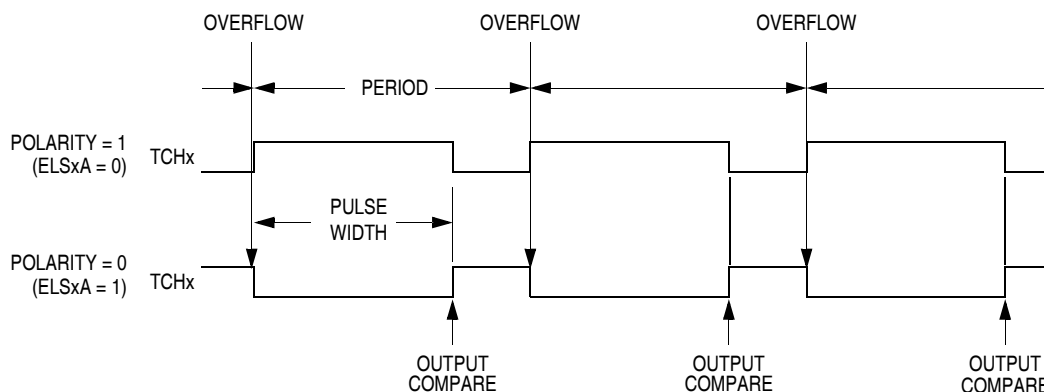 OVERFLOW OVERFLOW OVERFLOW
PERIOD
POLARITY = 1
(ELSxA = 0)
TCHx
PULSE
WIDTH
POLARITY = 0
(ELSxA = 1)
TCHx
OUTPUT
COMPARE
OUTPUT
COMPARE
OUTPUT
COMPARE